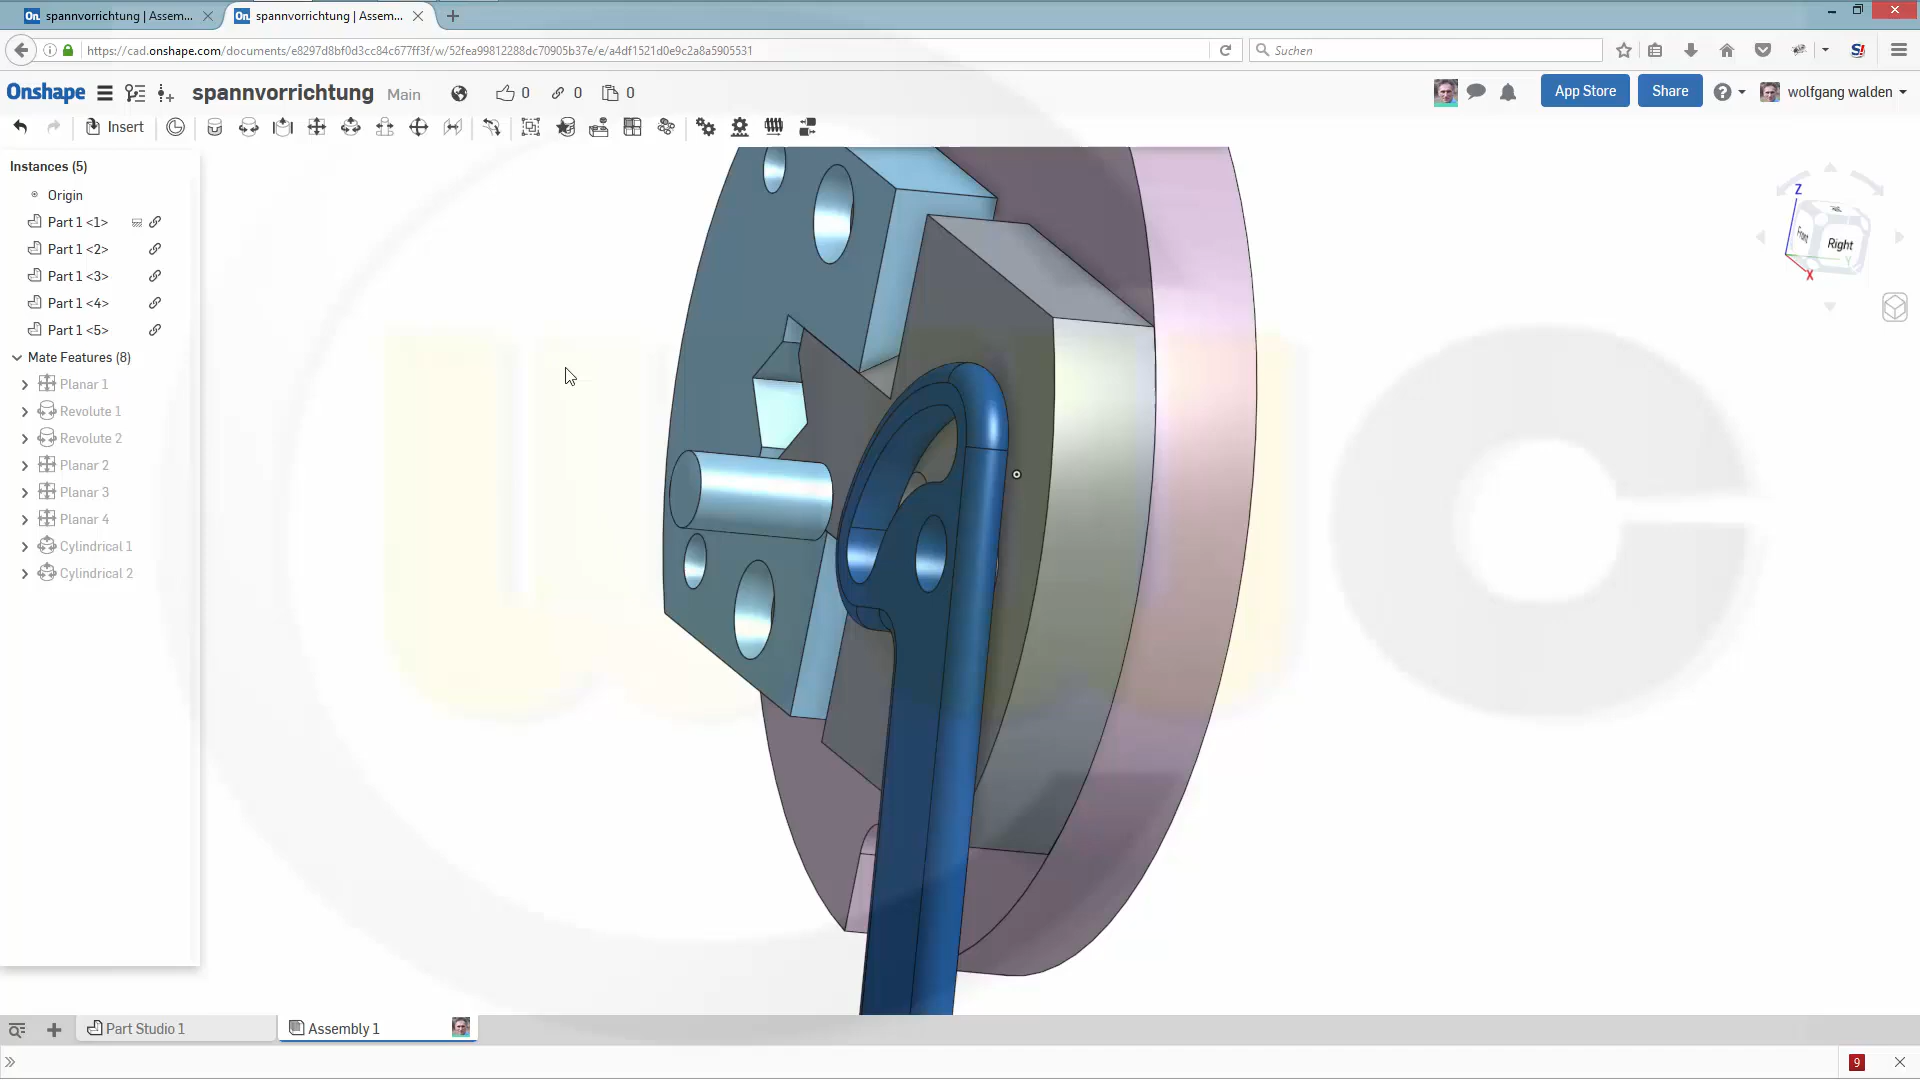 spannvorrichtung | Assem...
spannvorrichtung | Assem...
https://cad.onshape.com/documents/e8297d8bf0d3cc84c677ff3f/w/52fea99812288dc70905b37e/e/a4df1521d0e9c2a8a5905531
Suchen
Onshape
spannvorrichtung Main
0
0
0
App Store
Share
wolfgang walden
Insert
Instances (5)
Origin
Part 1 <1>
Part 1 <2>
Part 1 <3>
Part 1 <4>
Part 1 <5>
Mate Features (8)
Planar 1
Revolute 1
Revolute 2
Planar 2
Planar 3
Planar 4
Cylindrical 1
Cylindrical 2
Z
Front
Right
Y
X
Part Studio 1
Assembly 1
9